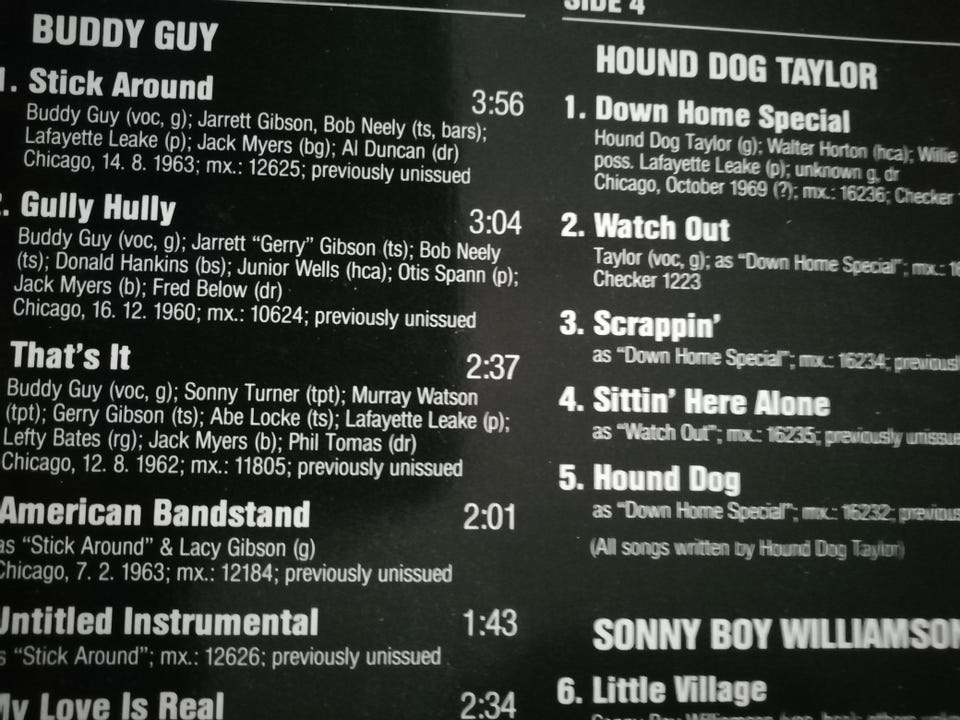 BUDDY GUY
1. Stick Around 3:56
Buddy Guy (voc, g); Jarrett Gibson, Bob Neely (ts, bars);
Lafayette Leake (p); Jack Myers (bg); Al Duncan (dr)
Chicago, 14. 8. 1963; mx.: 12625; previously unissued
. Gully Hully 3:04
Buddy Guy (voc, g); Jarrett “Gerry” Gibson (ts); Bob Neely
(ts); Donald Hankins (bs); Junior Wells (hca); Otis Spann (p);
Jack Myers (b); Fred Below (dr)
Chicago, 16. 12. 1960; mx.: 10624; previously unissued
That's It 2:37
Buddy Guy (voc, g); Sonny Turner (tpt); Murray Watson
(tpt); Gerry Gibson (ts); Abe Locke (ts); Lafayette Leake (p);
Lefty Bates (rg); Jack Myers (b); Phil Tomas (dr)
Chicago, 12. 8. 1962; mx.: 11805; previously unissued
American Bandstand 2:01
as “Stick Around” & Lacy Gibson (g)
Chicago, 7. 2. 1963; mx.: 12184; previously unissued
Untitled Instrumental 1:43
as “Stick Around”; mx.: 12626; previously unissued
My Love Is Real 2:34
SIDE 4
HOUND DOG TAYLOR
1. Down Home Special
Hound Dog Taylor (g); Walter Horton (hca); Willie
poss. Lafayette Leake (p); unknown g, dr
Chicago, October 1969 (?); mx.: 16236; Checker
2. Watch Out
Taylor (voc, g); as “Down Home Special”; mx.:
Checker 1223
3. Scrappin'
as “Down Home Special”; mx.: 16234; previously
4. Sittin' Here Alone
as “Watch Out”; mx.: 16235; previously unissued
5. Hound Dog
as “Down Home Special”; mx.: 16232; previous
(All songs written by Hound Dog Taylor)
SONNY BOY WILLIAMSON
6. Little Village